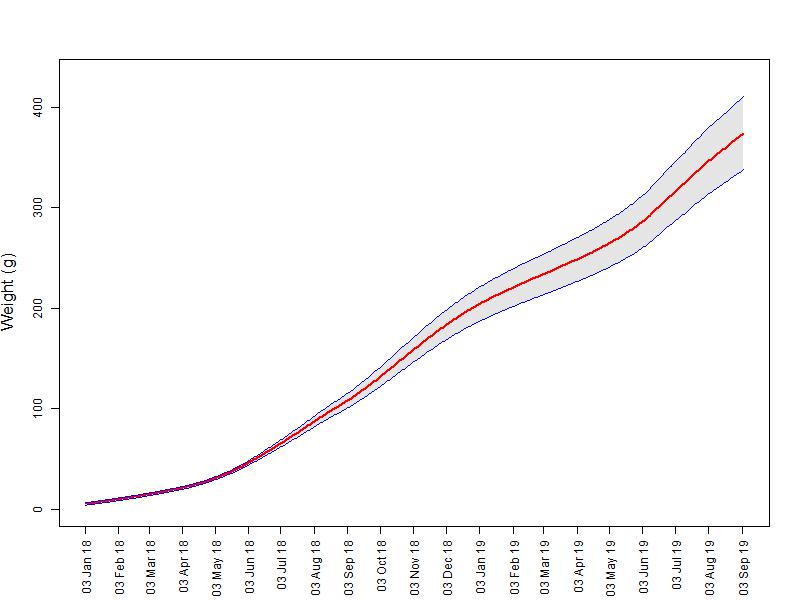 Weight (g)
400
300
200
100
0
03 Jan 18
03 Feb 18
03 Mar 18
03 Apr 18
03 May 18
03 Jun 18
03 Jul 18
03 Aug 18
03 Sep 18
03 Oct 18
03 Nov 18
03 Dec 18
03 Jan 19
03 Feb 19
03 Mar 19
03 Apr 19
03 May 19
03 Jun 19
03 Jul 19
03 Aug 19
03 Sep 19